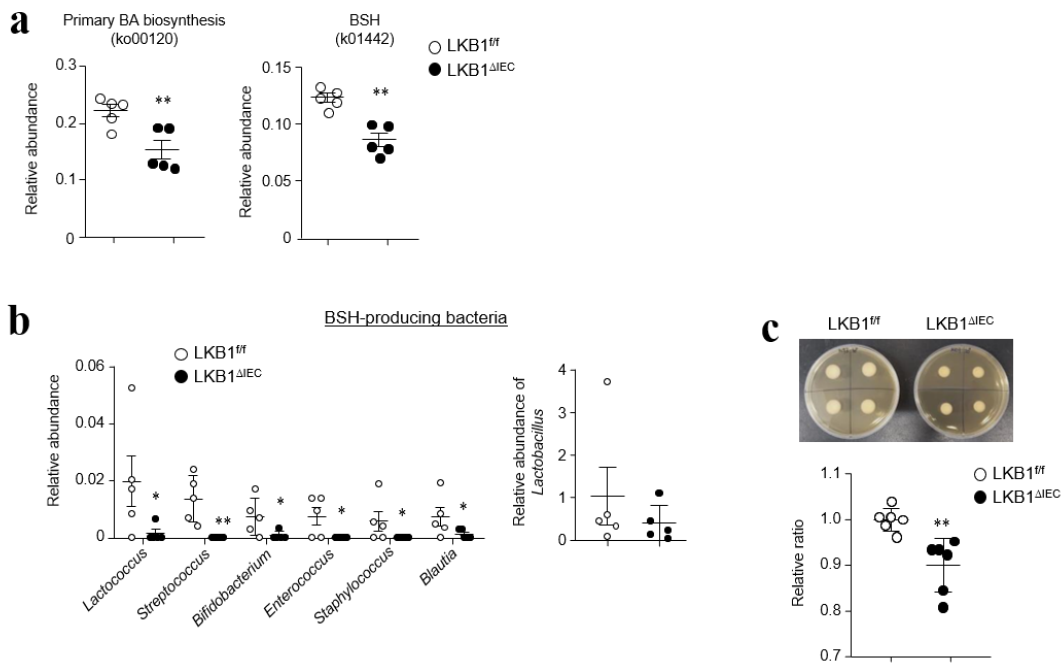 a
Primary BA biosynthesis
(ko00120)
Relative abundance
0.3
0.2
0.1
0
**
BSH
(k01442)
Relative abundance
0.15
0.10
0.05
0
**
LKB1f/f
LKB1ΔIEC
b
BSH-producing bacteria
LKB1f/f
LKB1ΔIEC
Relative abundance
0.06
0.04
0.02
0
*
**
*
*
*
*
Lactococcus
Streptococcus
Bifidobacterium
Enterococcus
Staphylococcus
Blautia
Relative abundance of
Lactobacillus
4
3
2
1
0
c
LKB1f/f LKB1ΔIEC
LKB1f/f
LKB1ΔIEC
Relative ratio
1.1
1.0
0.9
0.8
0.7
**